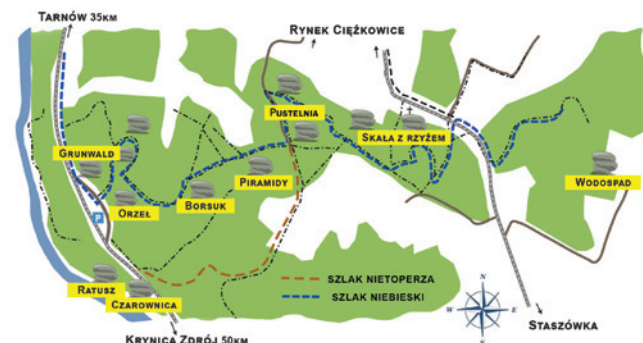 Tarnów 35km
Rynek Ciężkowice
Pustelnia
Skała z Rzyżem
Grunwald
Piramidy
Wodospad
Borsuk
Orzeł
P
Ratusz
Czarownica
Szlak Nietoperza
Szlak Niebieski
N
W
E
S
Staszówka
Krynica Zdrój 50km